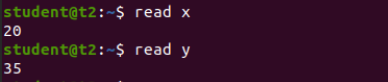 student@t2:~$ read x
20
student@t2:~$ read y
35